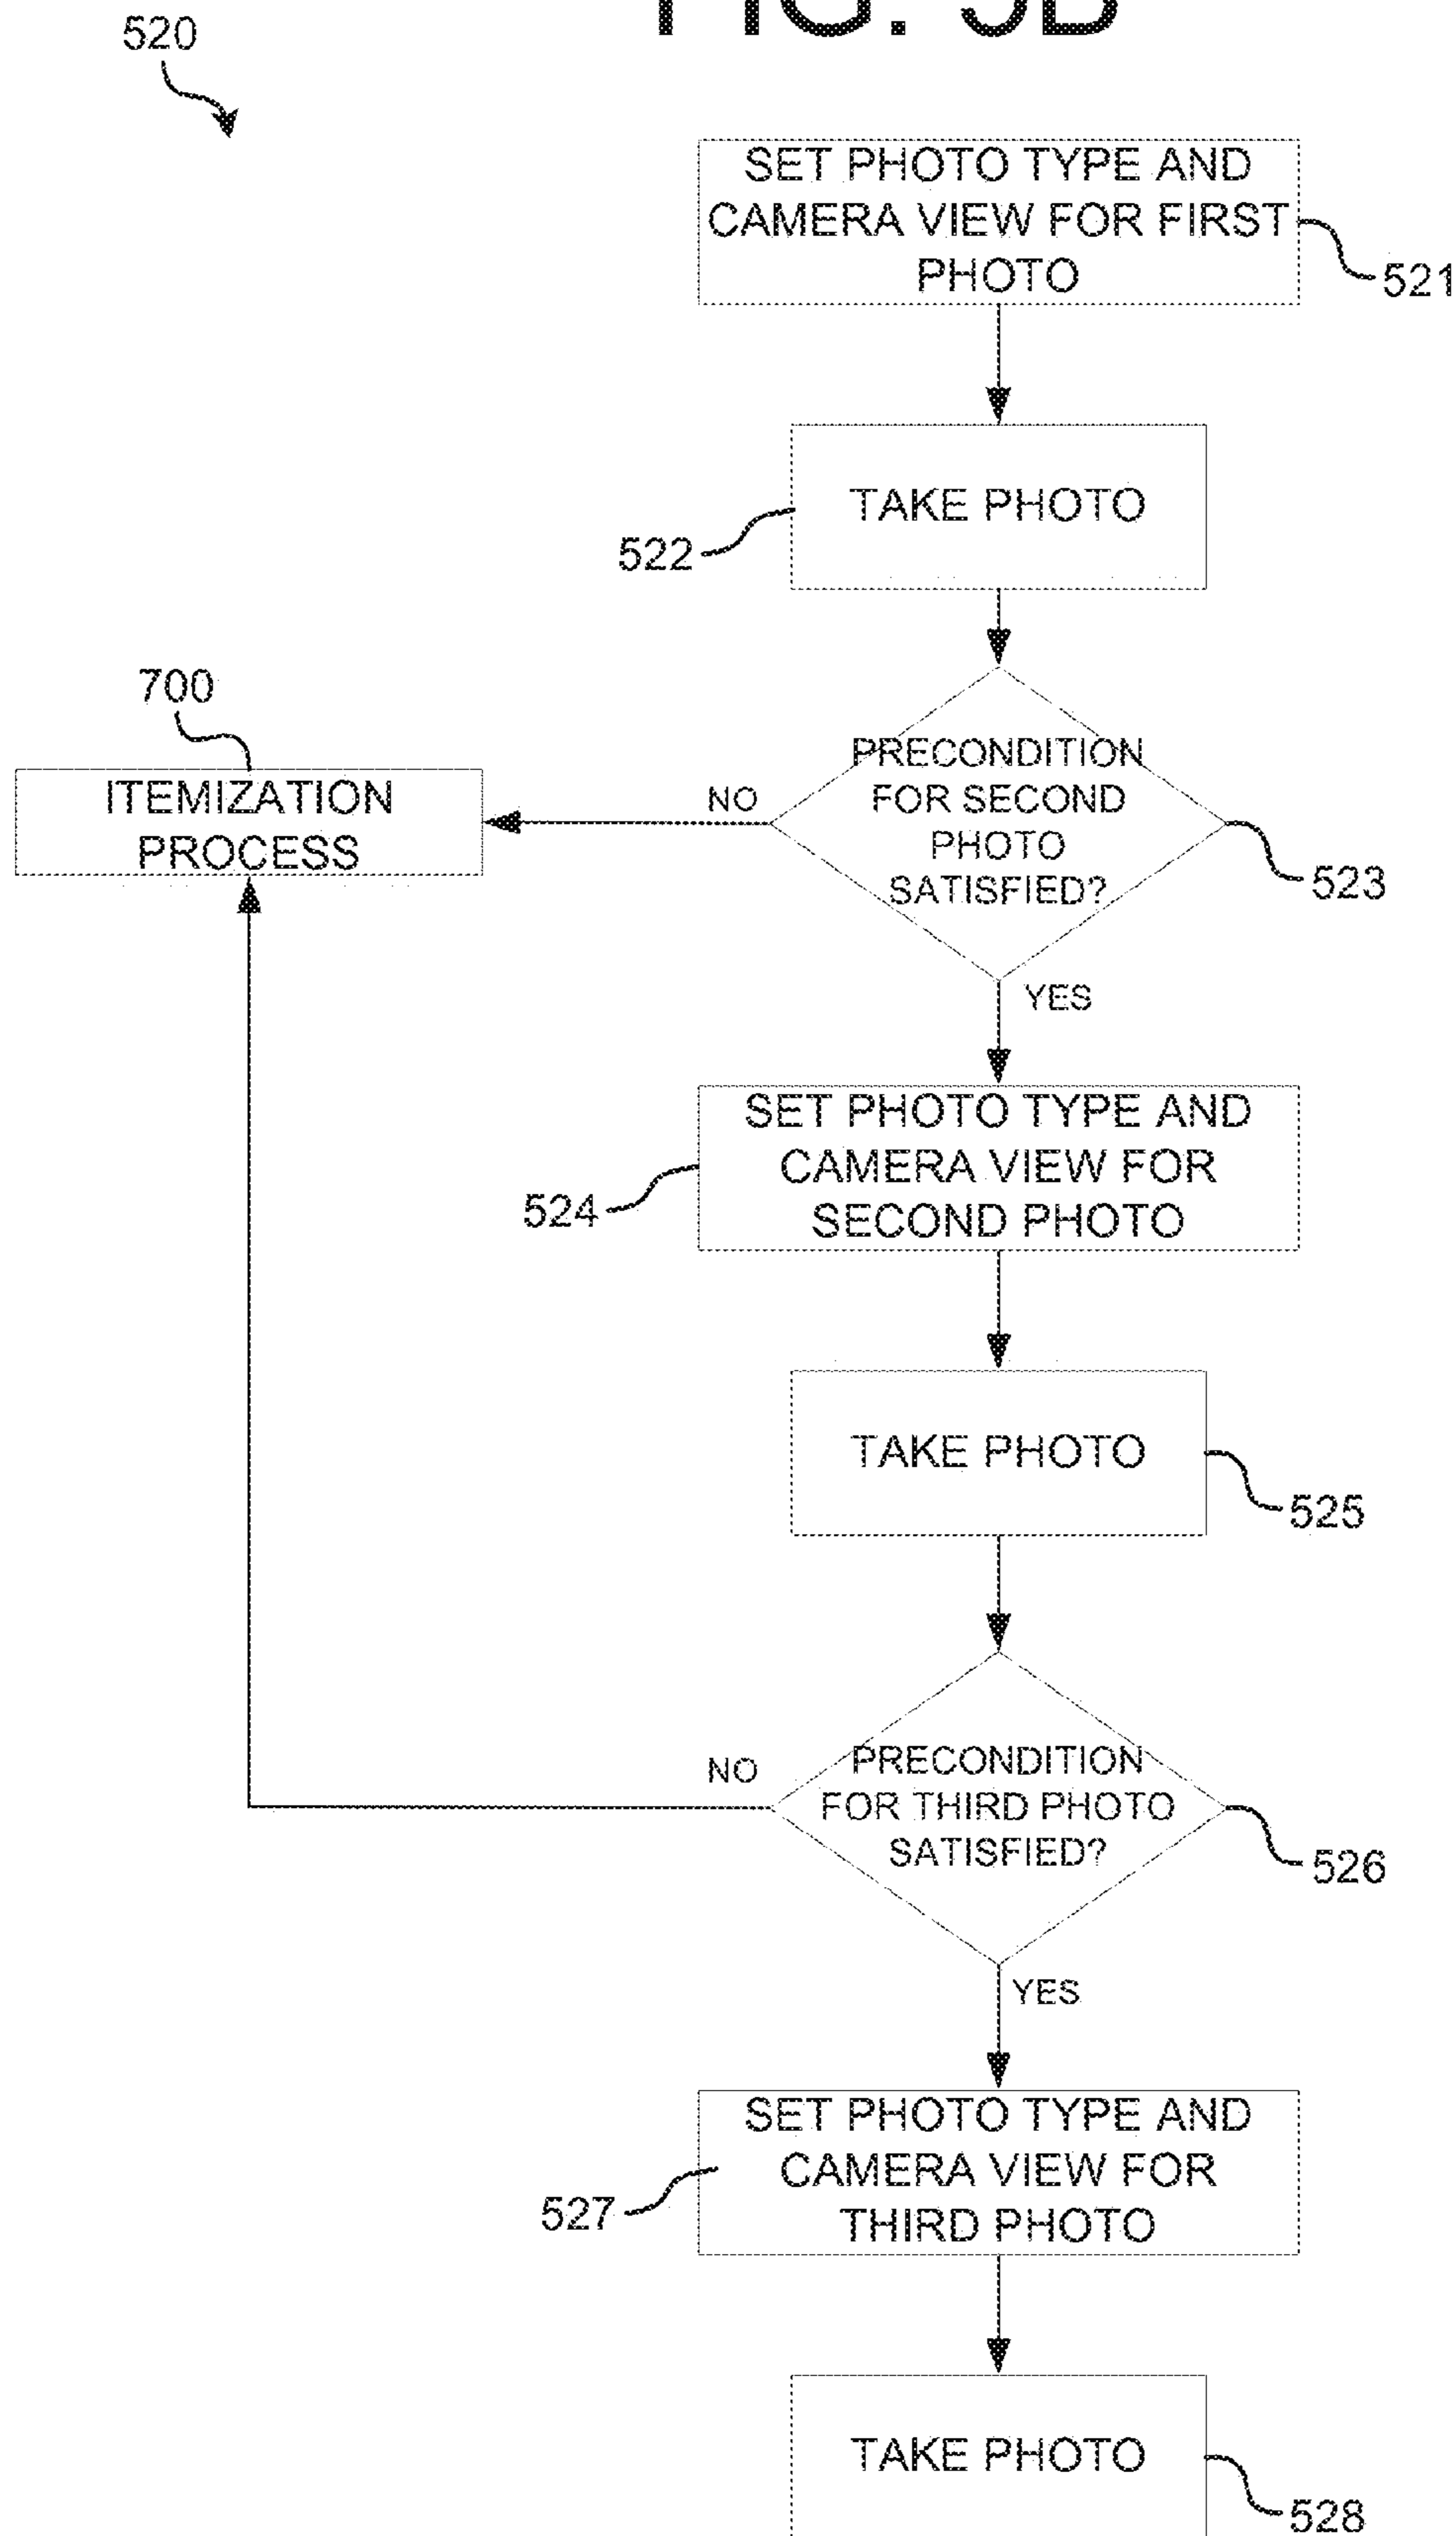 FIG. 5B
520
SET PHOTO TYPE AND
CAMERA VIEW FOR FIRST
PHOTO
521
TAKE PHOTO
522
700
ITEMIZATION
PROCESS
NO
PRECONDITION
FOR SECOND
PHOTO
SATISFIED?
523
YES
SET PHOTO TYPE AND
CAMERA VIEW FOR
SECOND PHOTO
524
TAKE PHOTO
525
NO
PRECONDITION
FOR THIRD PHOTO
SATISFIED?
526
YES
SET PHOTO TYPE AND
CAMERA VIEW FOR
THIRD PHOTO
527
TAKE PHOTO
528